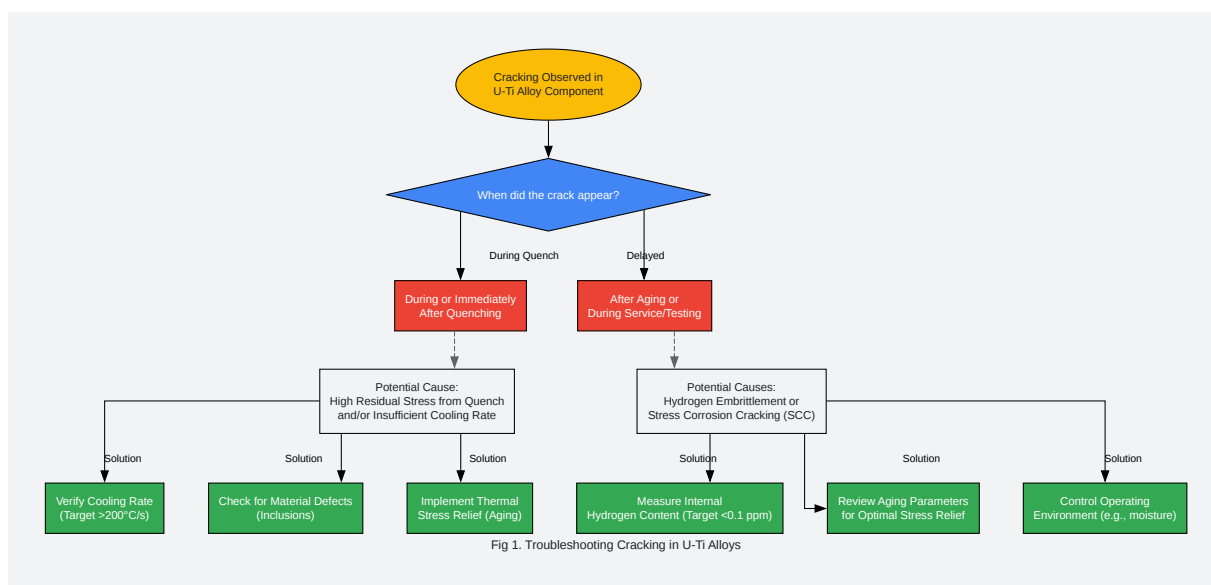 Cracking Observed in
U-Ti Alloy Component
When did the crack appear?
During Quench
Delayed
During or Immediately
After Quenching
After Aging or
During Service/Testing
Potential Cause:
High Residual Stress from Quench
and/or Insufficient Cooling Rate
Potential Causes:
Hydrogen Embrittlement or
Stress Corrosion Cracking (SCC)
Solution
Solution
Solution
Solution
Solution
Solution
Verify Cooling Rate
(Target >200°C/s)
Check for Material Defects
(Inclusions)
Implement Thermal
Stress Relief (Aging)
Measure Internal
Hydrogen Content (Target <0.1 ppm)
Review Aging Parameters
for Optimal Stress Relief
Control Operating
Environment (e.g., moisture)
Fig 1. Troubleshooting Cracking in U-Ti Alloys